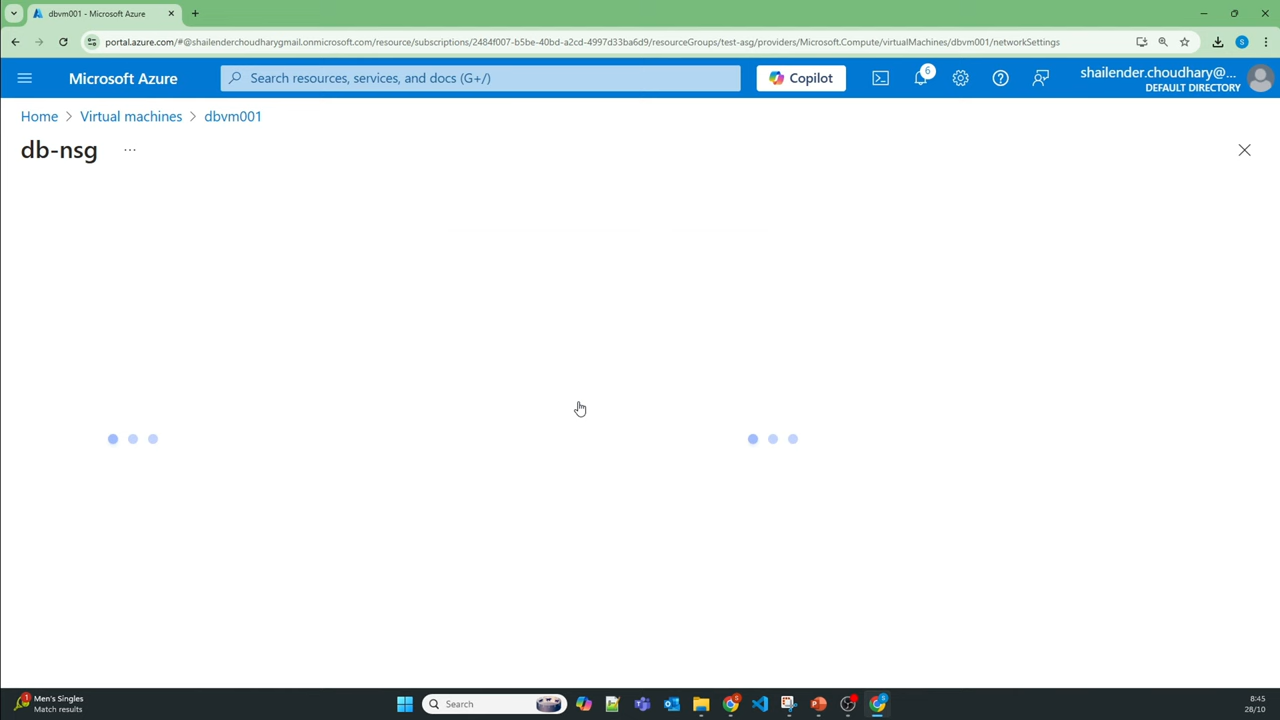 dbvm001 - Microsoft Azure
portal.azure.com/#@shailenderchoudharygmail.onmicrosoft.com/resource/subscriptions/2484f007-b5be-40bd-a2cd-4997d33ba6d9/resourceGroups/test-asg/providers/Microsoft.Compute/virtualMachines/dbvm001/networkSettings
S
Microsoft Azure
Search resources, services, and docs (G+/)
Copilot
6
shailender.choudhary@...
DEFAULT DIRECTORY
Home > Virtual machines > dbvm001
db-nsg ...
1
Men's Singles
Match results
Search
8:45
28/10